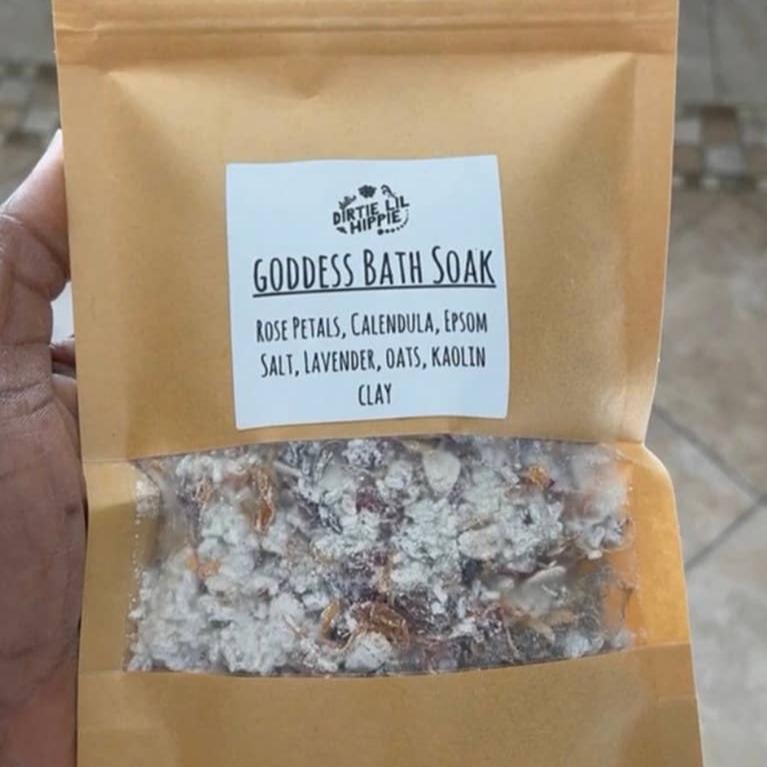 DIRTIE LIL
HIPPIE
GODDESS BATH SOAK
ROSE PETALS, CALENDULA, EPSOM
SALT, LAVENDER, OATS, KAOLIN
CLAY